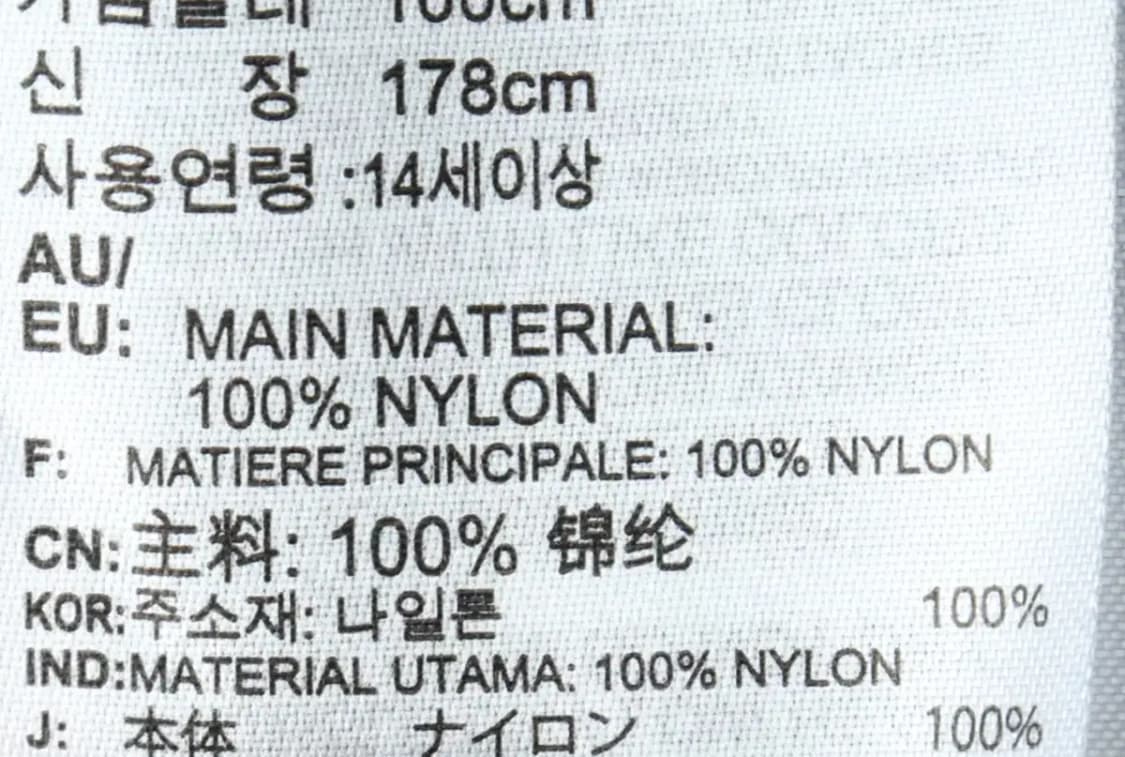 신 장 178cm
사용연령 :14세이상
AU/
EU: MAIN MATERIAL:
100% NYLON
F: MATIERE PRINCIPALE: 100% NYLON
CN: 主料: 100% 锦纶
KOR:주소재: 나일론 100%
IND:MATERIAL UTAMA: 100% NYLON
J: 本体 ナイロン 100%